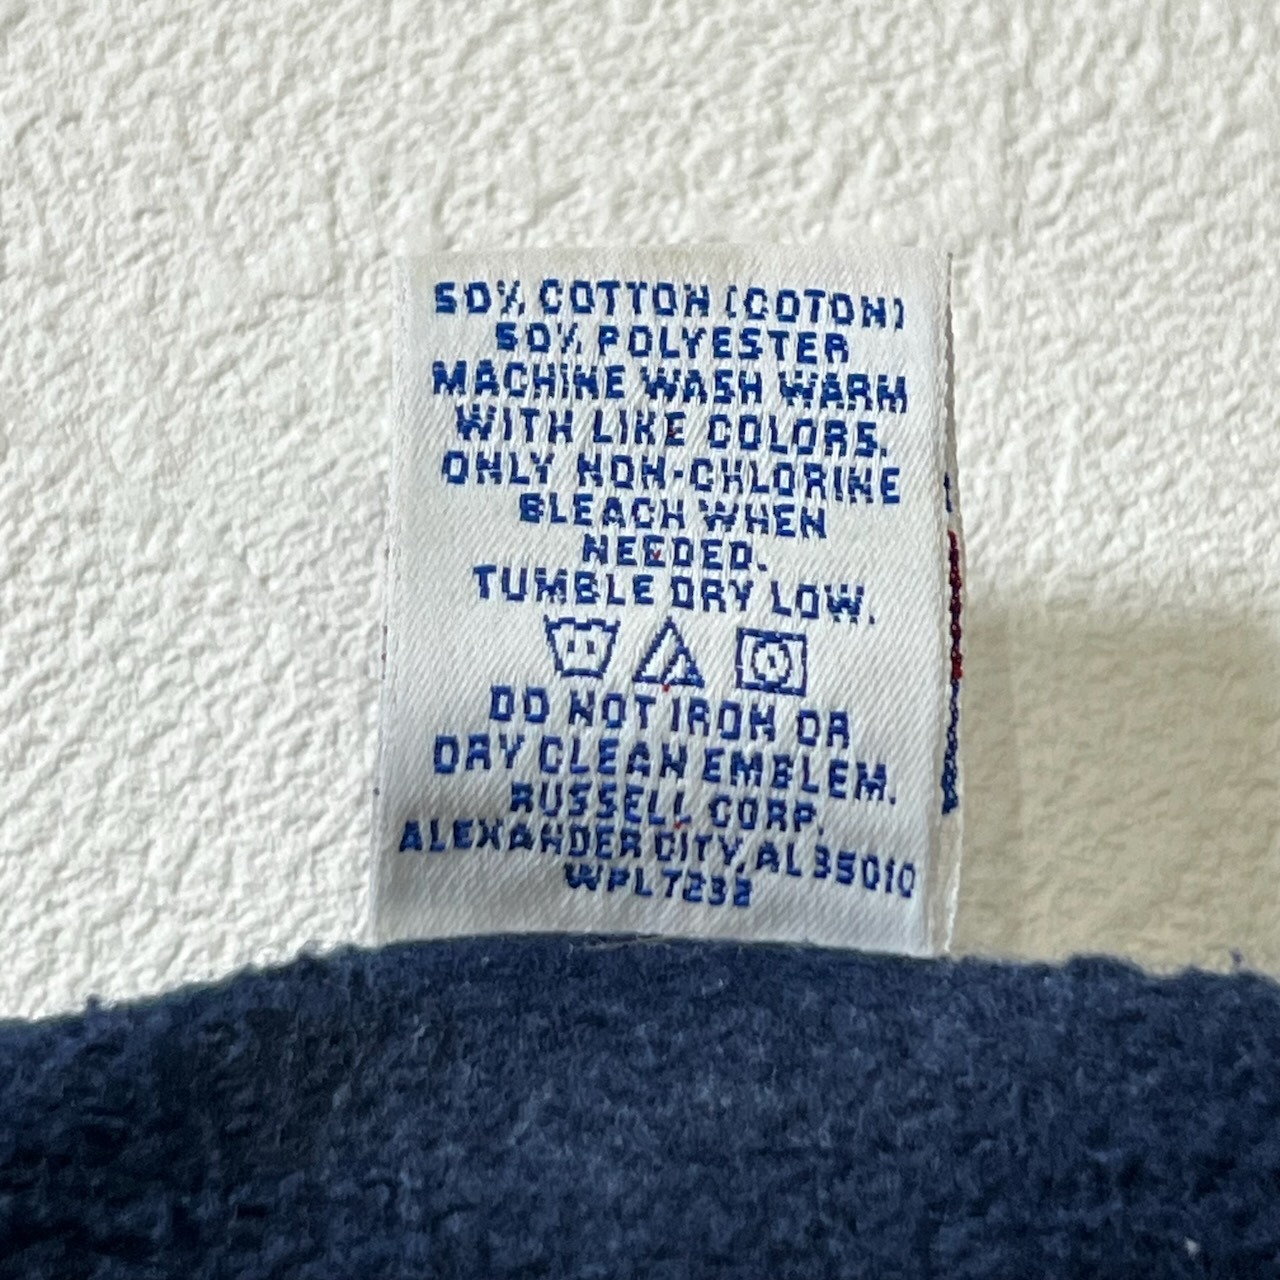 50% COTTON (COTON)
50% POLYESTER
MACHINE WASH WARM
WITH LIKE COLORS.
ONLY NON-CHLORINE
BLEACH WHEN
NEEDED.
TUMBLE DRY LOW.
DO NOT IRON OR
DRY CLEAN EMBLEM.
RUSSELL CORP.
ALEXANDER CITY, AL 35010
WPL 7232